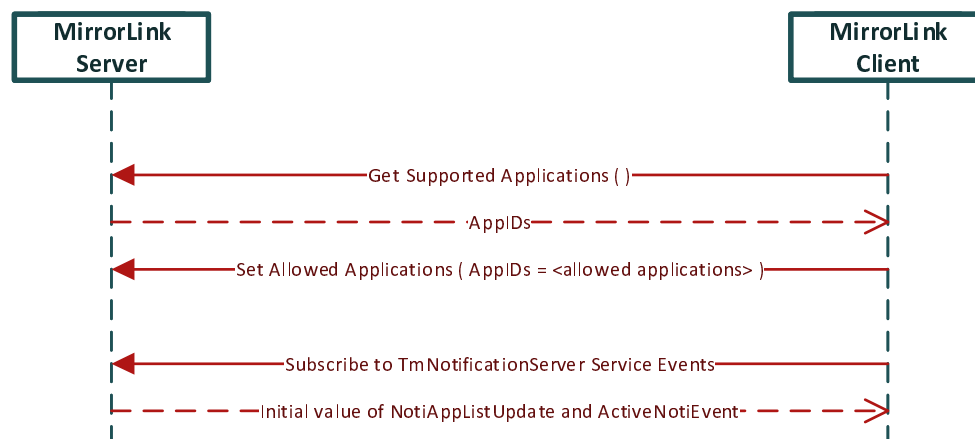 MirrorLink
Server
MirrorLink
Client
Get Supported Applications ( )
AppIDs
Set Allowed Applications ( AppIDs = <allowed applications> )
Subscribe to TmNotificationServer Service Events
Initial value of NotiAppListUpdate and ActiveNotiEvent